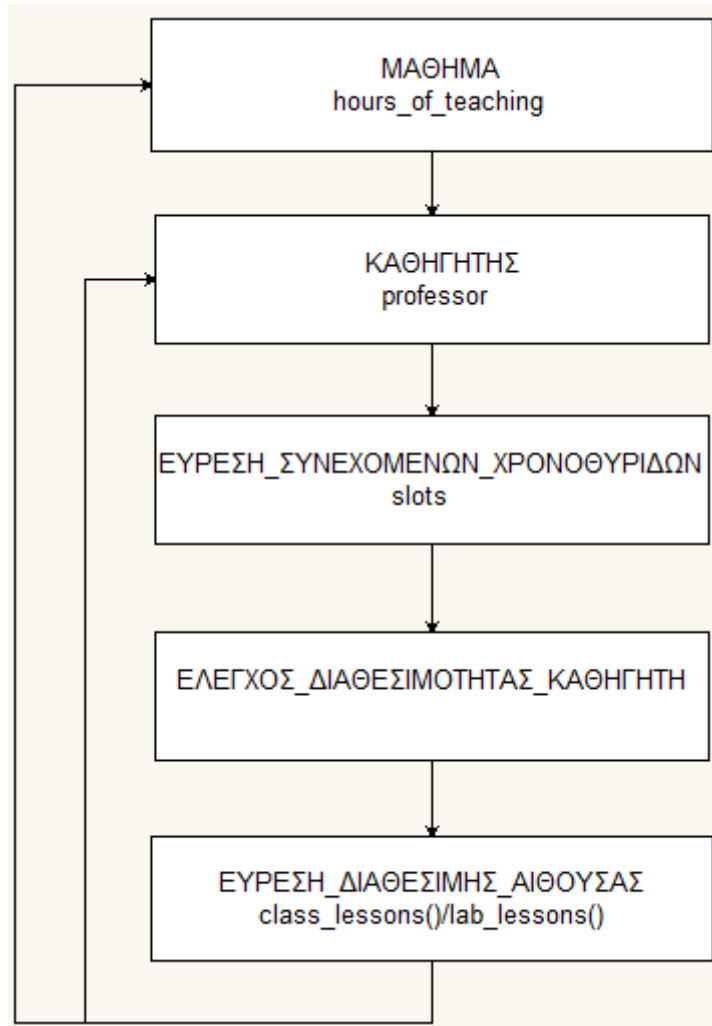 ΜΑΘΗΜΑ
hours_of_teaching
ΚΑΘΗΓΗΤΗΣ
professor
ΕΥΡΕΣΗ_ΣΥΝΕΧΟΜΕΝΩΝ_ΧΡΟΝΟΘΥΡΙΔΩΝ
slots
ΕΛΕΓΧΟΣ_ΔΙΑΘΕΣΙΜΟΤΗΤΑΣ_ΚΑΘΗΓΗΤΗ
ΕΥΡΕΣΗ_ΔΙΑΘΕΣΙΜΗΣ_ΑΙΘΟΥΣΑΣ
class_lessons()/lab_lessons()